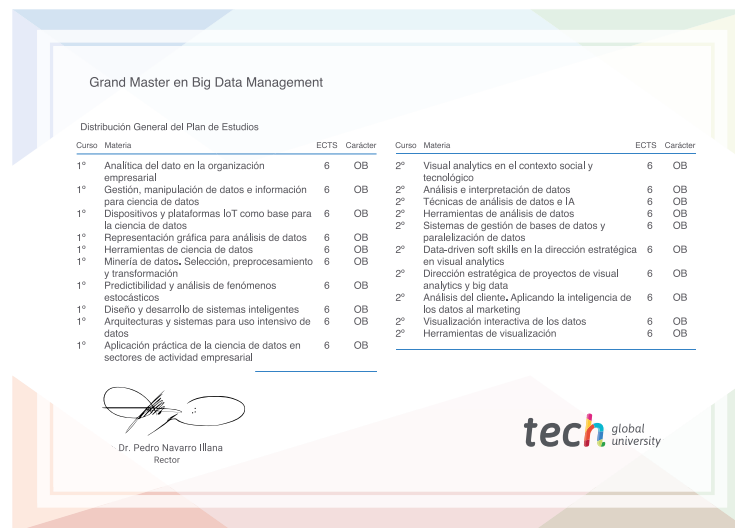 Grand Master en Big Data Management
Distribución General del Plan de Estudios
Curso Materia ECTS Carácter
1º Analítica del dato en la organización 6 OB
empresarial
1º Gestión, manipulación de datos e información 6 OB
para ciencia de datos
1º Dispositivos y plataformas IoT como base para 6 OB
la ciencia de datos
1º Representación gráfica para análisis de datos 6 OB
1º Herramientas de ciencia de datos 6 OB
1º Minería de datos. Selección, preprocesamiento 6 OB
y transformación
1º Predictibilidad y análisis de fenómenos 6 OB
estocásticos
1º Diseño y desarrollo de sistemas inteligentes 6 OB
1º Arquitecturas y sistemas para uso intensivo de 6 OB
datos
1º Aplicación práctica de la ciencia de datos en 6 OB
sectores de actividad empresarial
Curso Materia ECTS Carácter
2º Visual analytics en el contexto social y 6 OB
tecnológico
2º Análisis e interpretación de datos 6 OB
2º Técnicas de análisis de datos e IA 6 OB
2º Herramientas de análisis de datos 6 OB
2º Sistemas de gestión de bases de datos y 6 OB
paralelización de datos
2º Data-driven soft skills en la dirección estratégica 6 OB
en visual analytics
2º Dirección estratégica de proyectos de visual 6 OB
analytics y big data
2º Análisis del cliente. Aplicando la inteligencia de 6 OB
los datos al marketing
2º Visualización interactiva de los datos 6 OB
2º Herramientas de visualización 6 OB
Dr. Pedro Navarro Illana
Rector
tech global
university